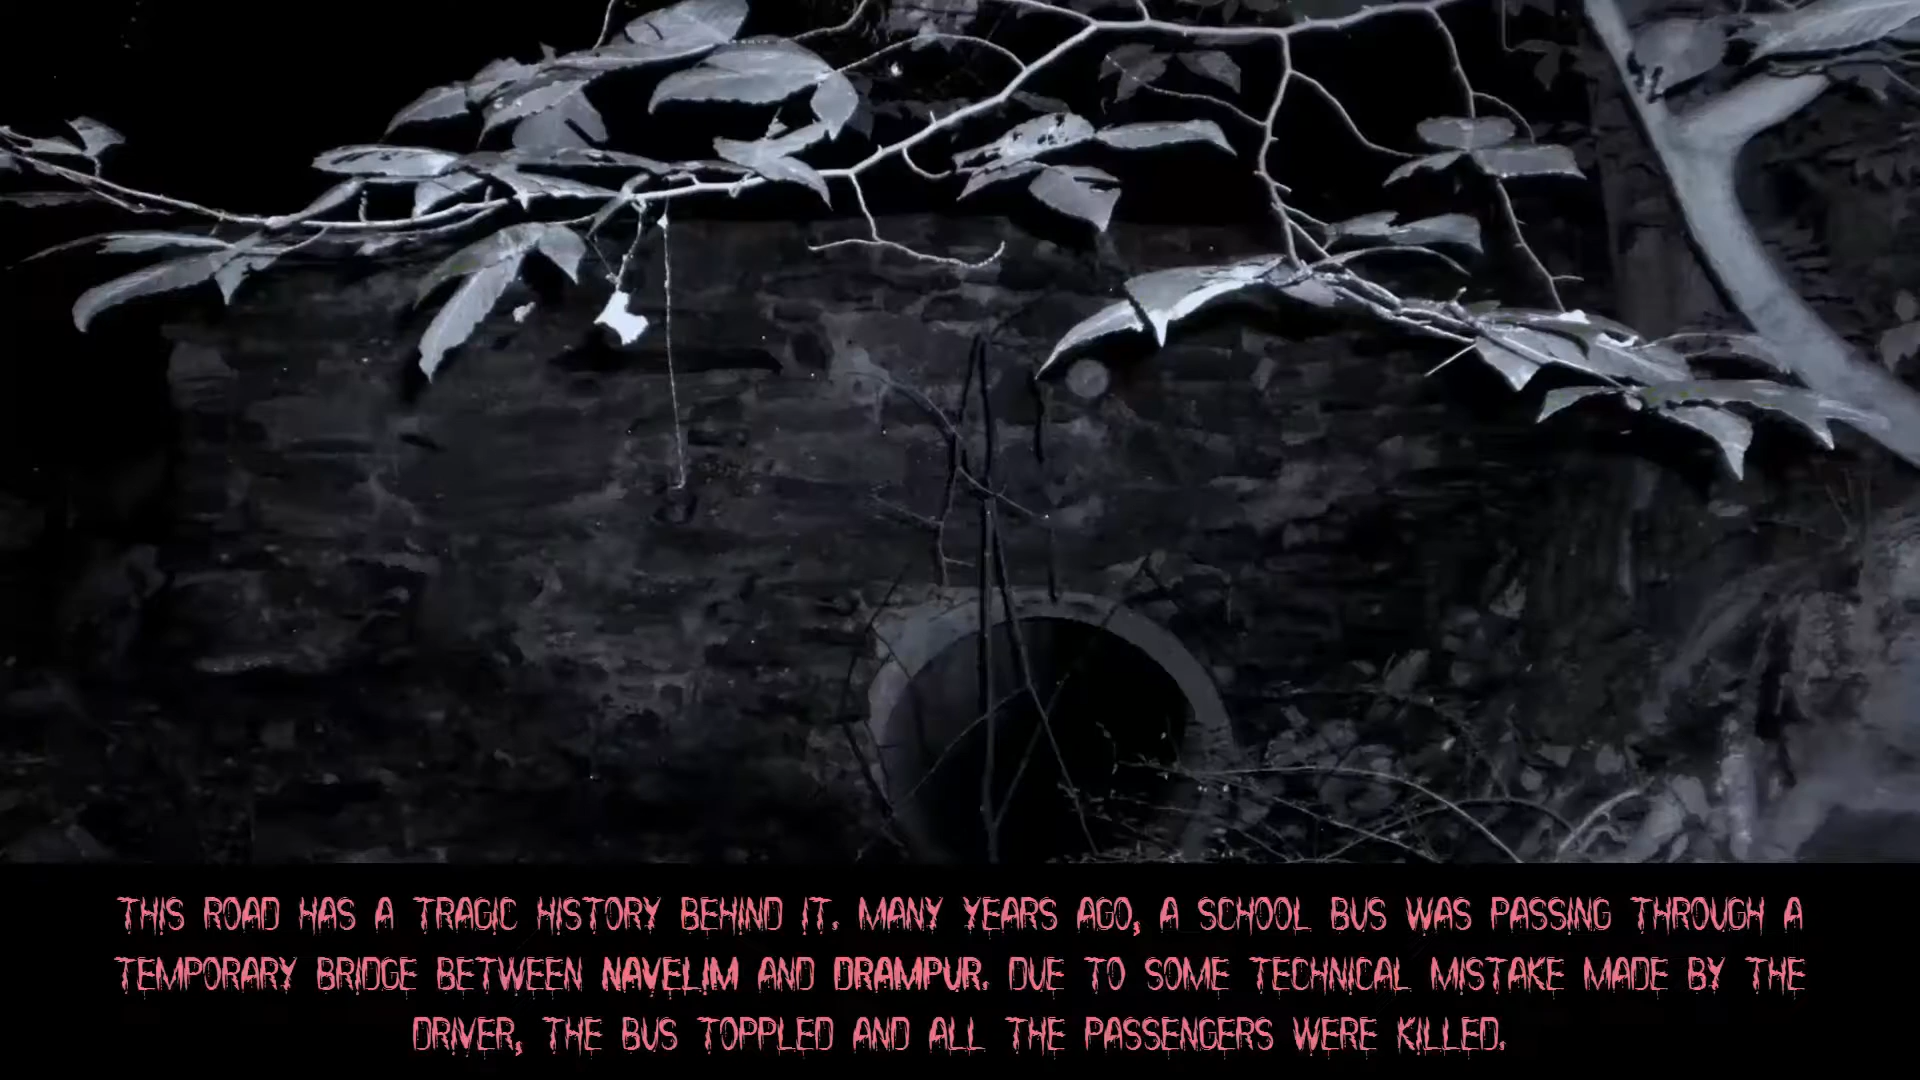 THIS ROAD HAS A TRAGIC HISTORY BEHIND IT. MANY YEARS AGO, A SCHOOL BUS WAS PASSING THROUGH A
TEMPORARY BRIDGE BETWEEN NAVELIM AND DRAMPUR. DUE TO SOME TECHNICAL MISTAKE MADE BY THE
DRIVER, THE BUS TOPPLED AND ALL THE PASSENGERS WERE KILLED.